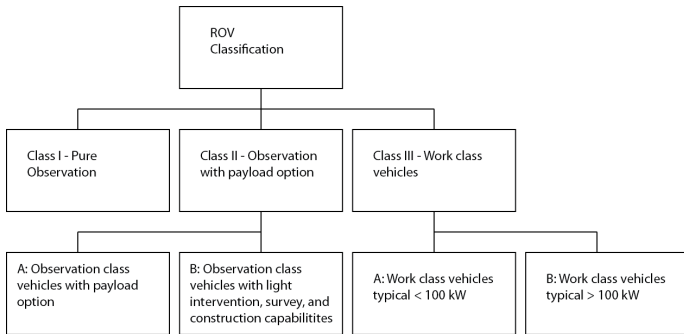 ROV
Classification
Class I - Pure
Observation
Class II - Observation
with payload option
Class III - Work class
vehicles
A: Observation class
vehicles with payload
option
B: Observation class
vehicles with light
intervention, survey, and
construction capabilitites
A: Work class vehicles
typical < 100 kW
B: Work class vehicles
typical > 100 kW